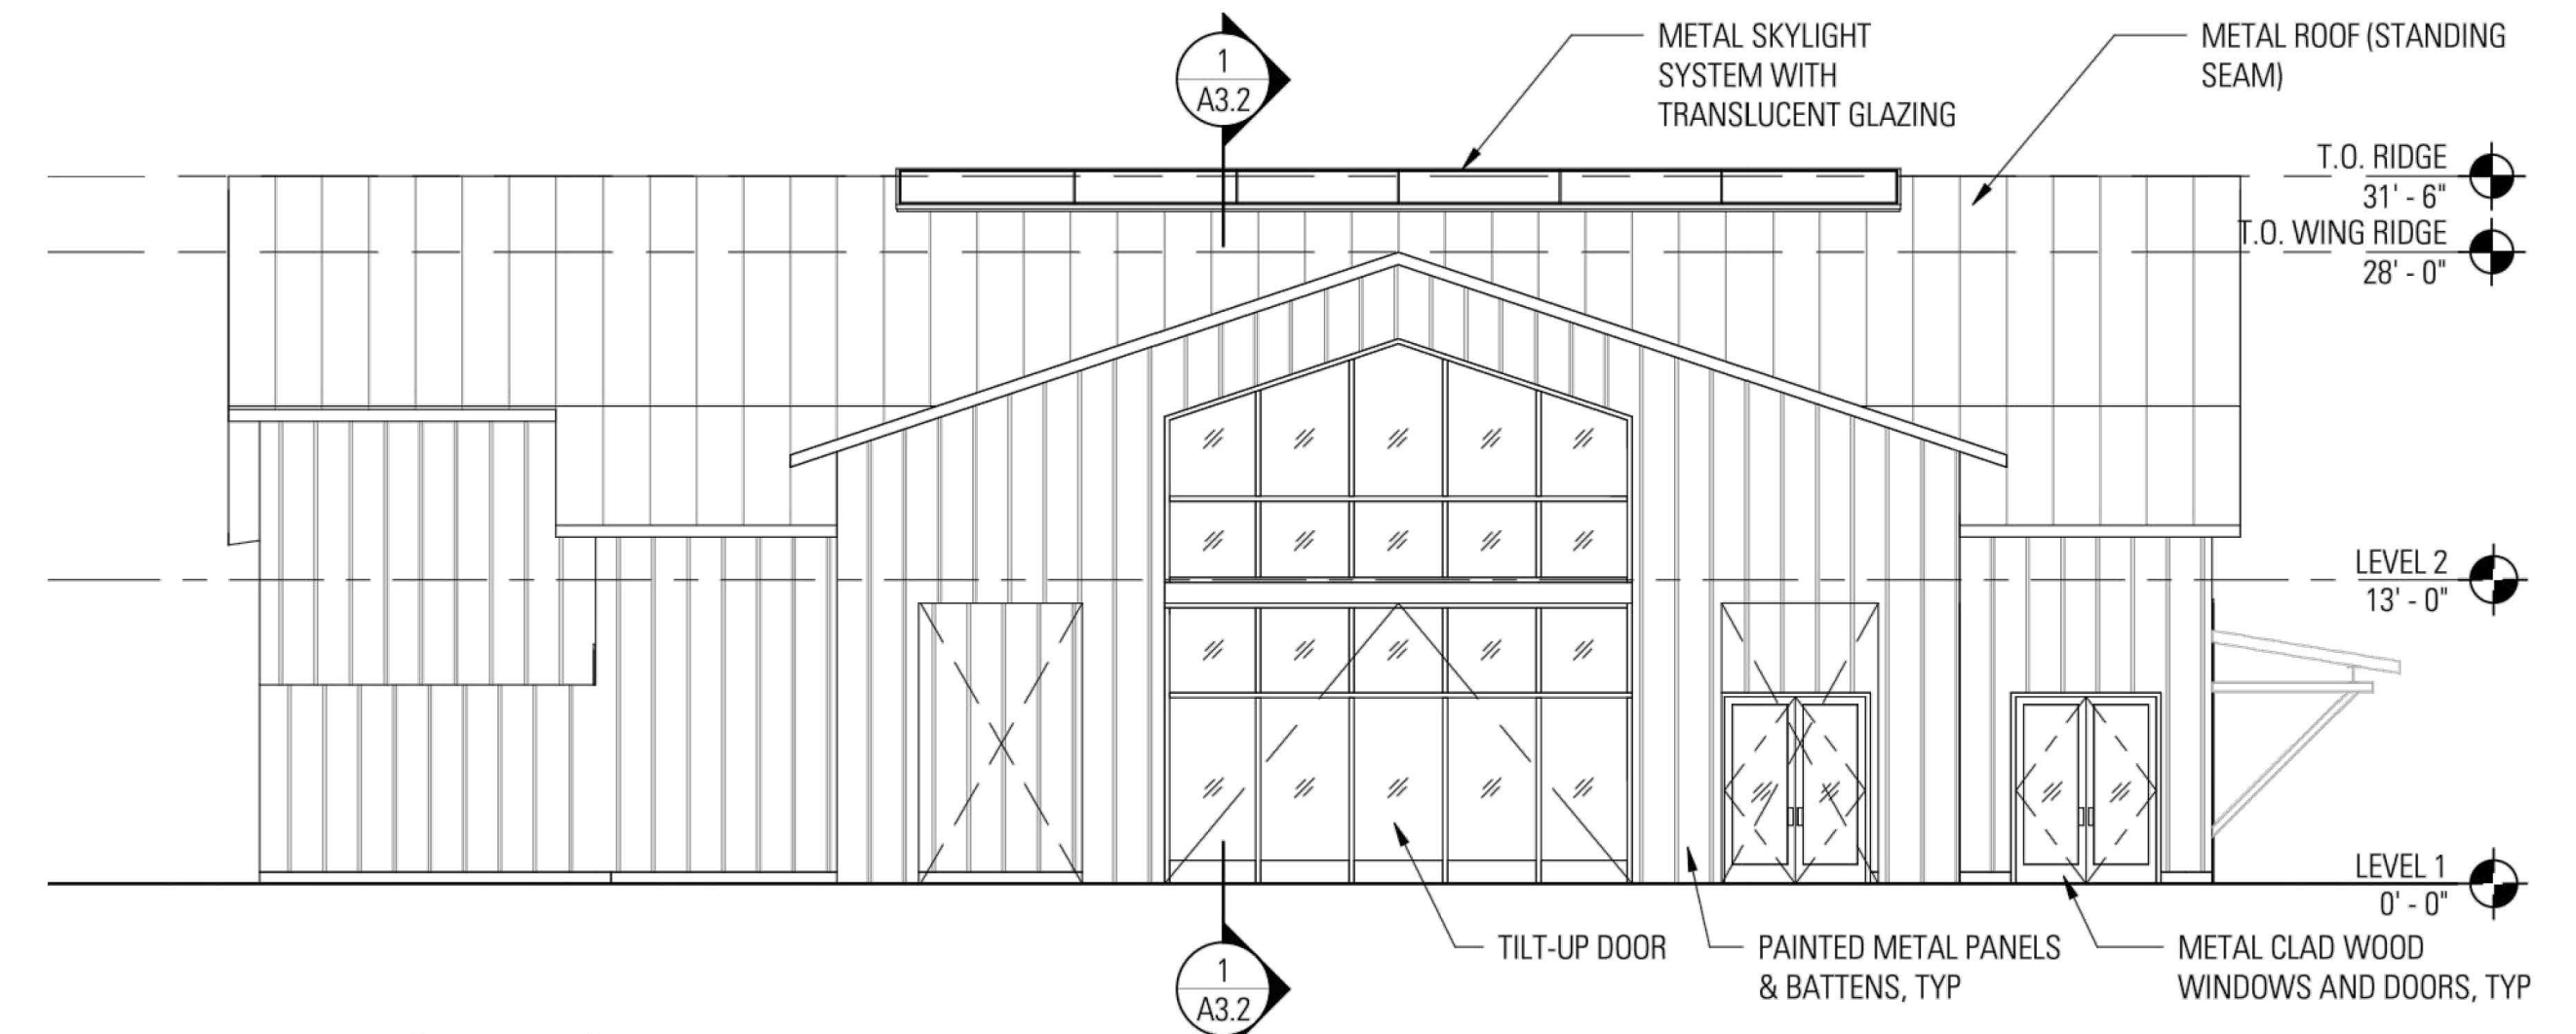 1
A3.2
METAL SKYLIGHT
SYSTEM WITH
TRANSLUCENT GLAZING
METAL ROOF (STANDING
SEAM)
T.O. RIDGE
31' - 6"
T.O. WING RIDGE
28' - 0"
LEVEL 2
13' - 0"
LEVEL 1
0' - 0"
TILT-UP DOOR
PAINTED METAL PANELS
& BATTENS, TYP
METAL CLAD WOOD
WINDOWS AND DOORS, TYP
1
A3.2